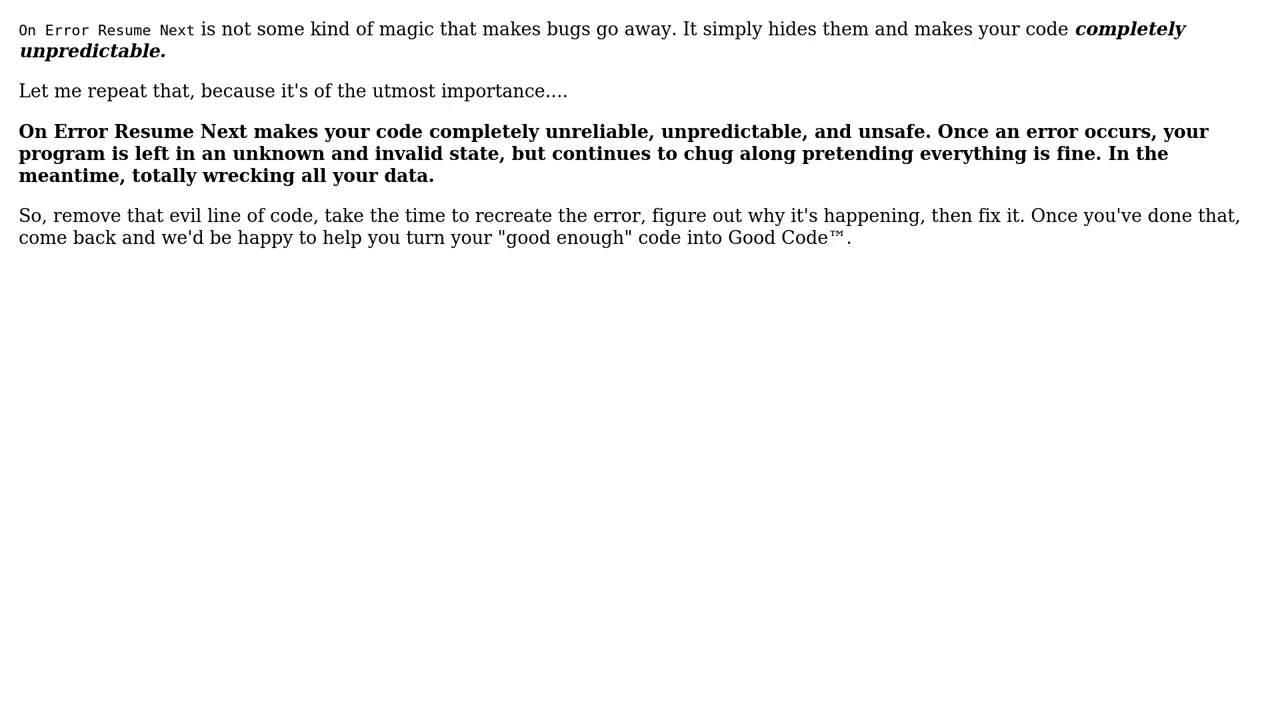 On Error Resume Next is not some kind of magic that makes bugs go away. It simply hides them and makes your code completely
unpredictable.
Let me repeat that, because it's of the utmost importance....
On Error Resume Next makes your code completely unreliable, unpredictable, and unsafe. Once an error occurs, your
program is left in an unknown and invalid state, but continues to chug along pretending everything is fine. In the
meantime, totally wrecking all your data.
So, remove that evil line of code, take the time to recreate the error, figure out why it's happening, then fix it. Once you've done that,
come back and we'd be happy to help you turn your "good enough" code into Good Code™.